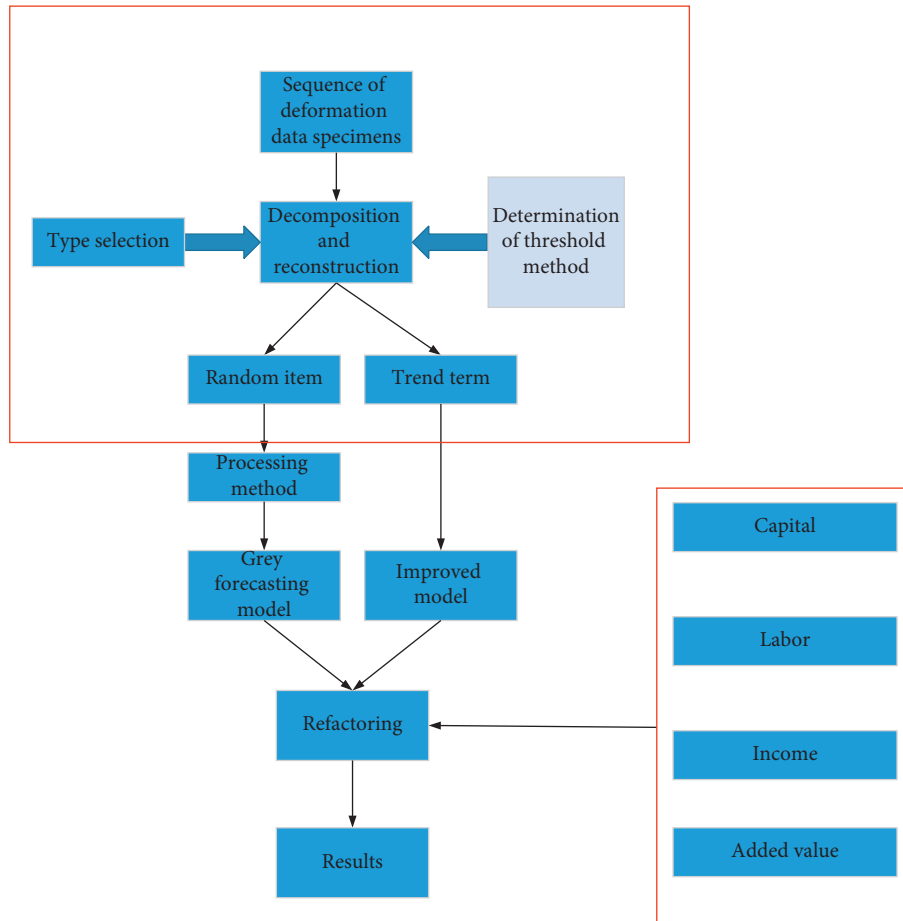 Sequence of
deformation
data specimens
Type selection
Decomposition
and
reconstruction
Determination
of threshold
method
Random item
Trend term
Processing
method
Grey
forecasting
model
Improved
model
Capital
Labor
Refactoring
Income
Results
Added value